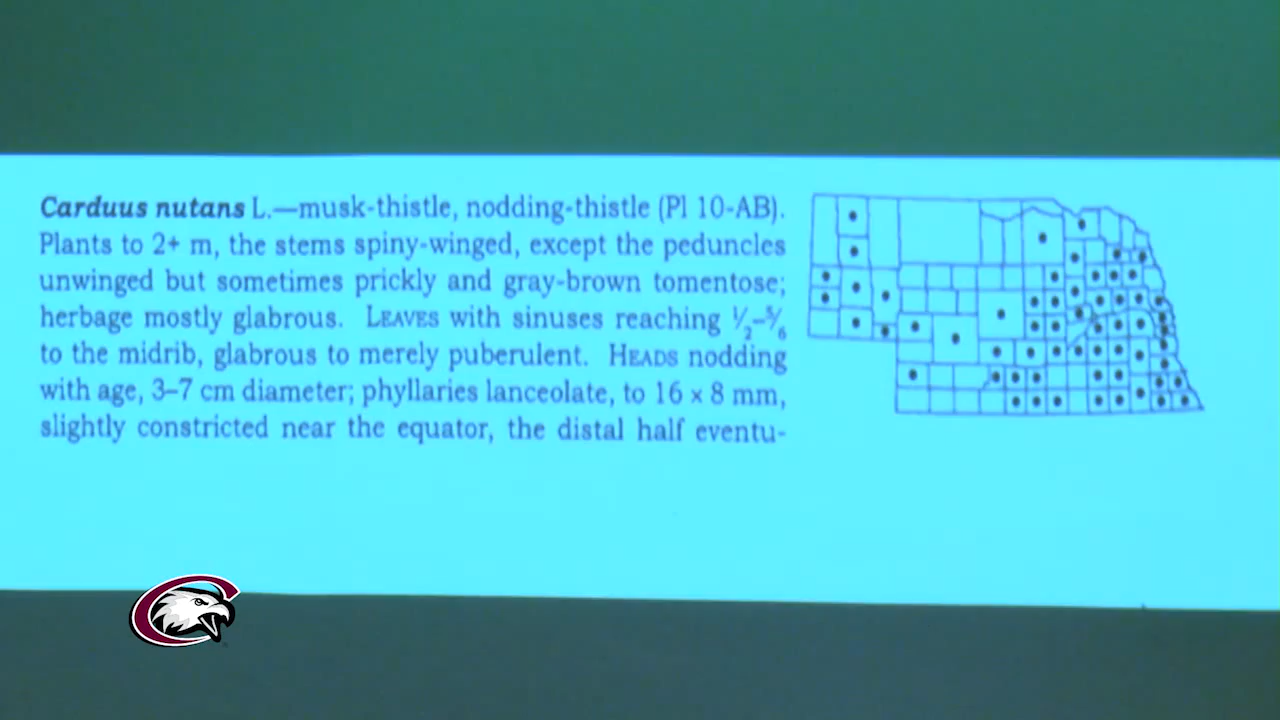 Carduus nutans L.—musk-thistle, nodding-thistle (Pl 10-AB).
Plants to 2+ m, the stems spiny-winged, except the peduncles
unwinged but sometimes prickly and gray-brown tomentose;
herbage mostly glabrous. LEAVES with sinuses reaching ½–⅚
to the midrib, glabrous to merely puberulent. HEADS nodding
with age, 3–7 cm diameter; phyllaries lanceolate, to 16 × 8 mm,
slightly constricted near the equator, the distal half eventu-